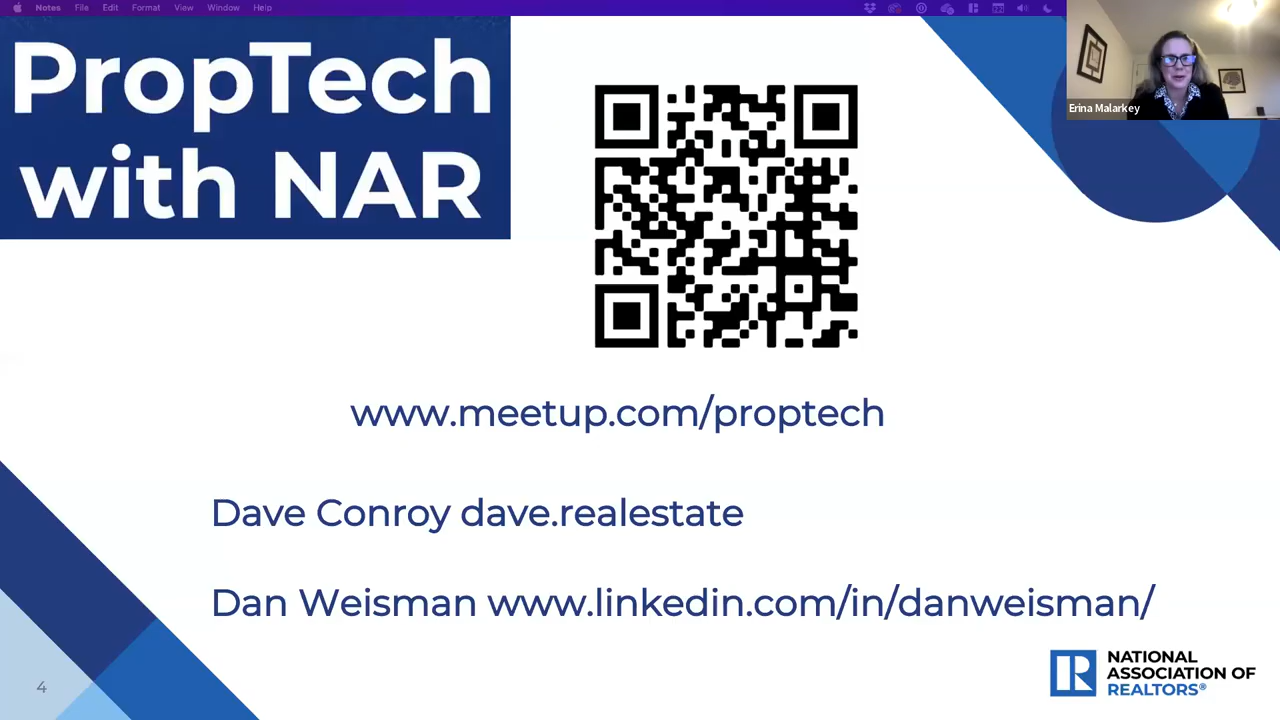 Notes File Edit Format View Window Help
PropTech
with NAR
Erina Malarkey
www.meetup.com/proptech
Dave Conroy dave.realestate
Dan Weisman www.linkedin.com/in/danweisman/
4
NATIONAL
ASSOCIATION OF
REALTORS®